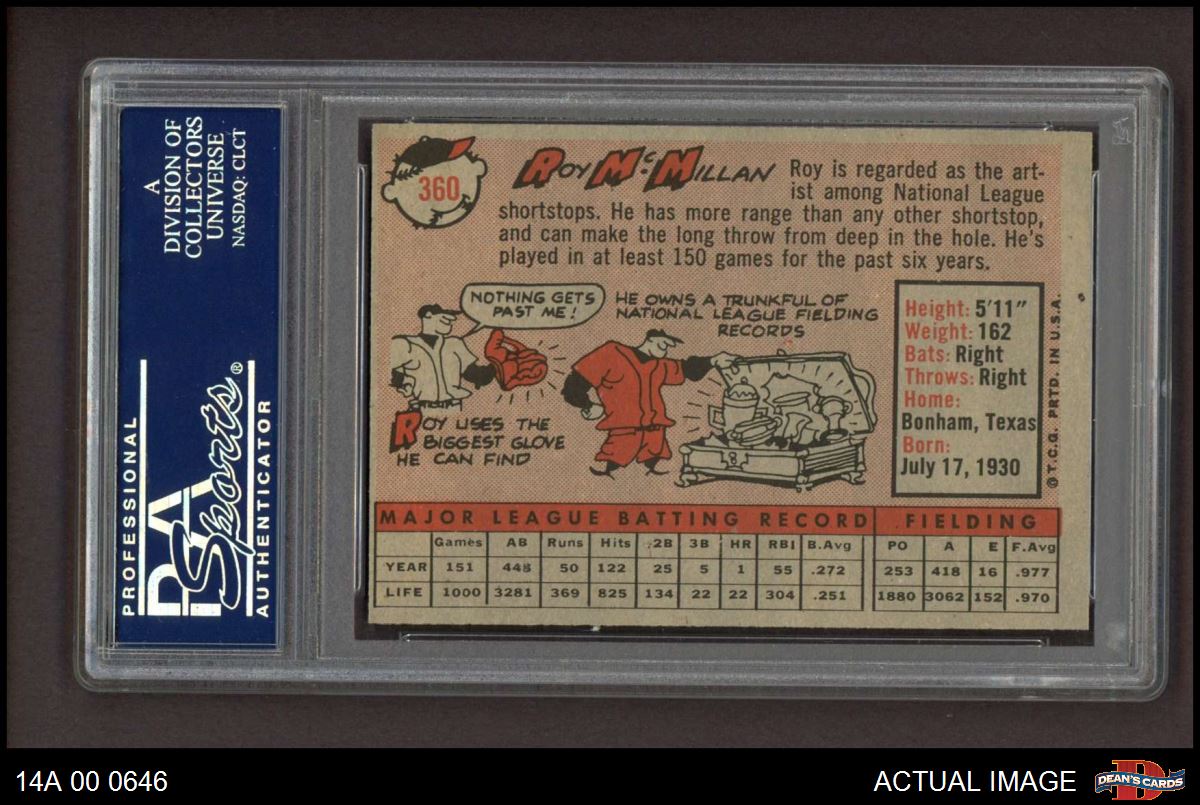 A
DIVISION OF
COLLECTORS
UNIVERSE
NASDAQ: CLCT
PROFESSIONAL
PSA
Sports®
AUTHENTICATOR
360
ROY McMILLAN Roy is regarded as the art-
ist among National League
shortstops. He has more range than any other shortstop,
and can make the long throw from deep in the hole. He's
played in at least 150 games for the past six years.
NOTHING GETS
PAST ME!
ROY USES THE
BIGGEST GLOVE
HE CAN FIND
HE OWNS A TRUNKFUL OF
NATIONAL LEAGUE FIELDING
RECORDS
Height: 5'11"
Weight: 162
Bats: Right
Throws: Right
Home:
Bonham, Texas
Born:
July 17, 1930
© T.C.G. PRTD. IN U.S.A.
MAJOR LEAGUE BATTING RECORD FIELDING
Games AB Runs Hits 2B 3B HR RBI B.Avg PO A E F.Avg
YEAR 151 448 50 122 25 5 1 55 .272 253 418 16 .977
LIFE 1000 3281 369 825 134 22 22 304 .251 1880 3062 152 .970
14A 00 0646
ACTUAL IMAGE
D
DEAN'S CARDS